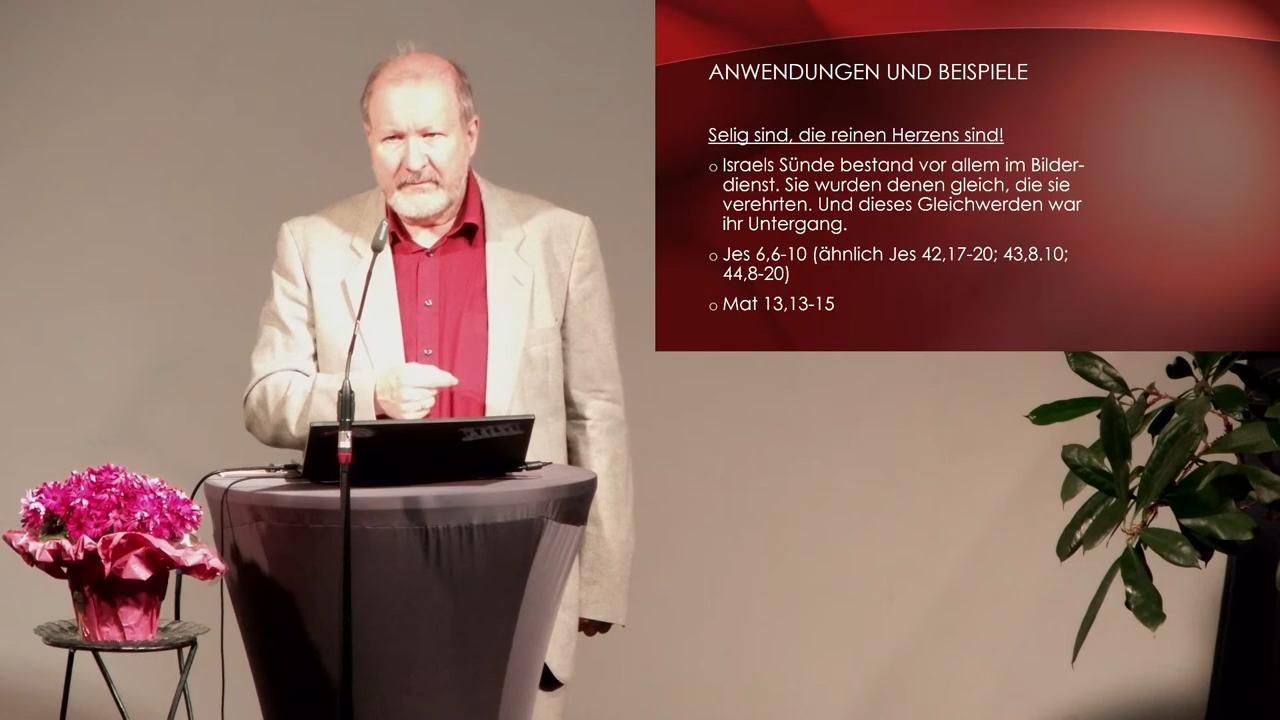 ANWENDUNGEN UND BEISPIELE
Selig sind, die reinen Herzens sind!
o Israels Sünde bestand vor allem im Bilder-
dienst. Sie wurden denen gleich, die sie
verehrten. Und dieses Gleichwerden war
ihr Untergang.
o Jes 6,6-10 (ähnlich Jes 42,17-20; 43,8.10;
44,8-20)
o Mat 13,13-15